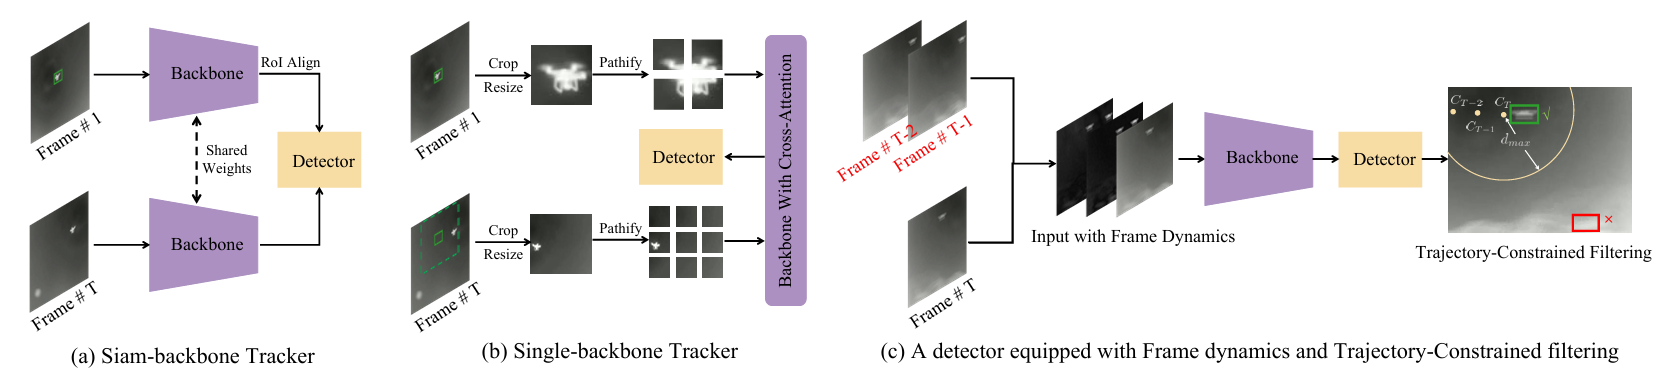 Frame # 1
Backbone
RoI Align
Shared
Weights
Detector
Backbone
Frame # T
(a) Siam-backbone Tracker
Frame # 1
Crop
Resize
Pathify
Detector
Backbone With Cross-Attention
Crop
Resize
Pathify
Frame # T
(b) Single-backbone Tracker
Frame # T-2
Frame # T-1
Frame # T
Input with Frame Dynamics
Backbone
Detector
C_{T-2}
C_{T-1}
C_T
√
d_{max}
×
Trajectory-Constrained Filtering
(c) A detector equipped with Frame dynamics and Trajectory-Constrained filtering